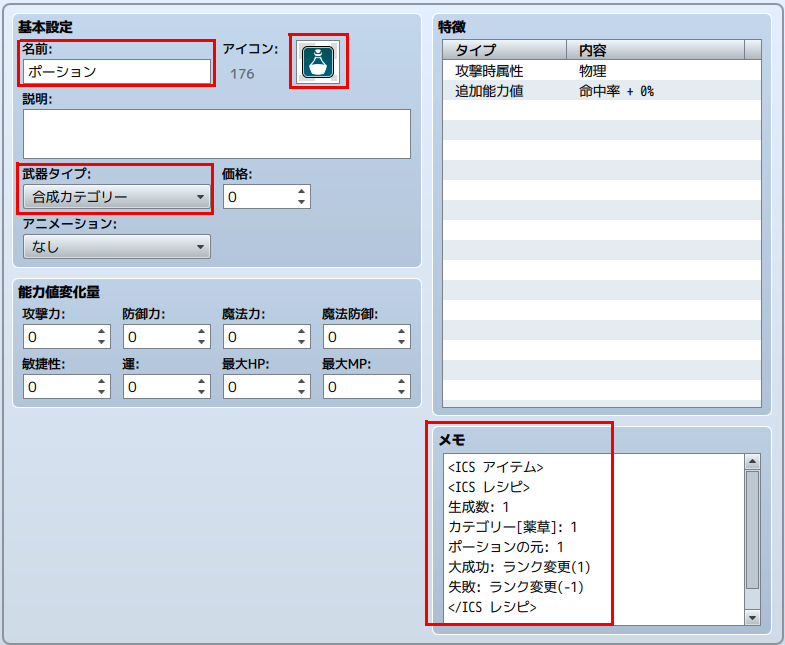 基本設定
名前:
アイコン:
ポーション
176
説明:
武器タイプ:
価格:
合成カテゴリー
0
アニメーション:
なし
能力値変化量
攻撃力:
防御力:
魔法力:
魔法防御:
0
0
0
0
敏捷性:
運:
最大HP:
最大MP:
0
0
0
0
特徴
タイプ 内容
攻撃時属性 物理
追加能力値 命中率 + 0%
メモ
<ICS アイテム>
<ICS レシピ>
生成数: 1
カテゴリー[薬草]: 1
ポーションの元: 1
大成功: ランク変更(1)
失敗: ランク変更(-1)
</ICS レシピ>